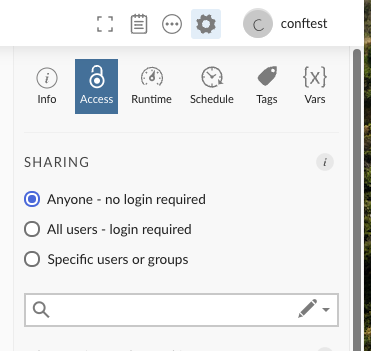 C conftest
i
Info Access Runtime Schedule Tags {x} Vars
SHARING i
Anyone - no login required
All users - login required
Specific users or groups